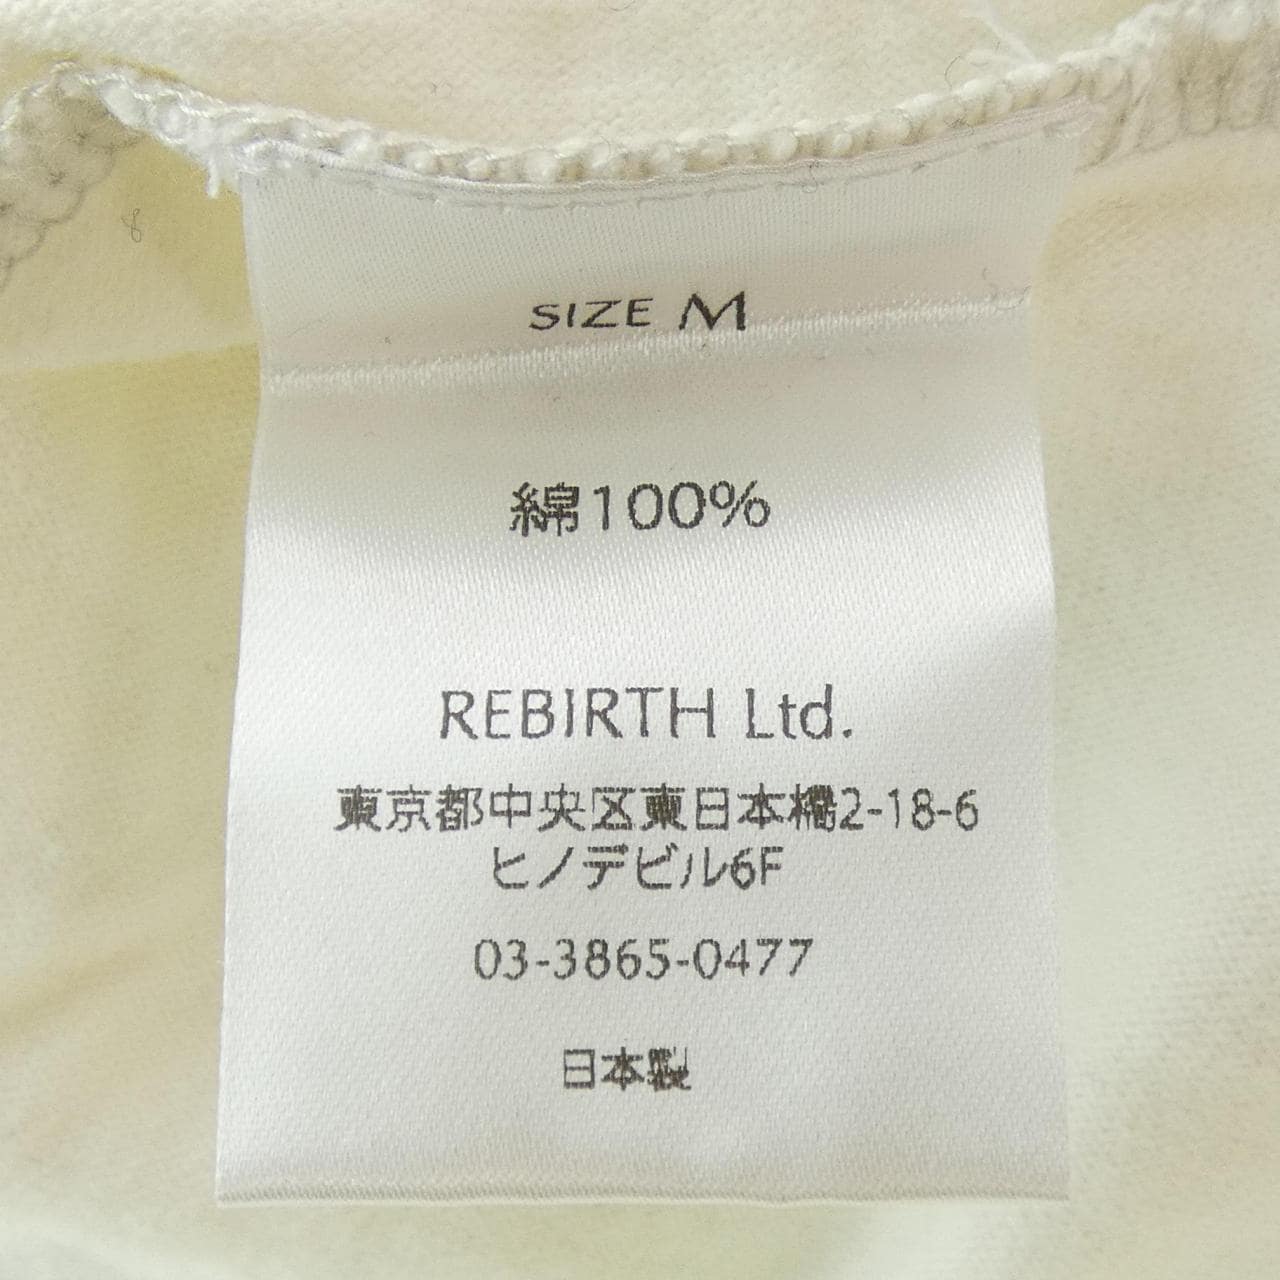 SIZE M
綿100%
REBIRTH Ltd.
東京都中央区東日本橋2-18-6
ヒノデビル6F
03-3865-0477
日本製